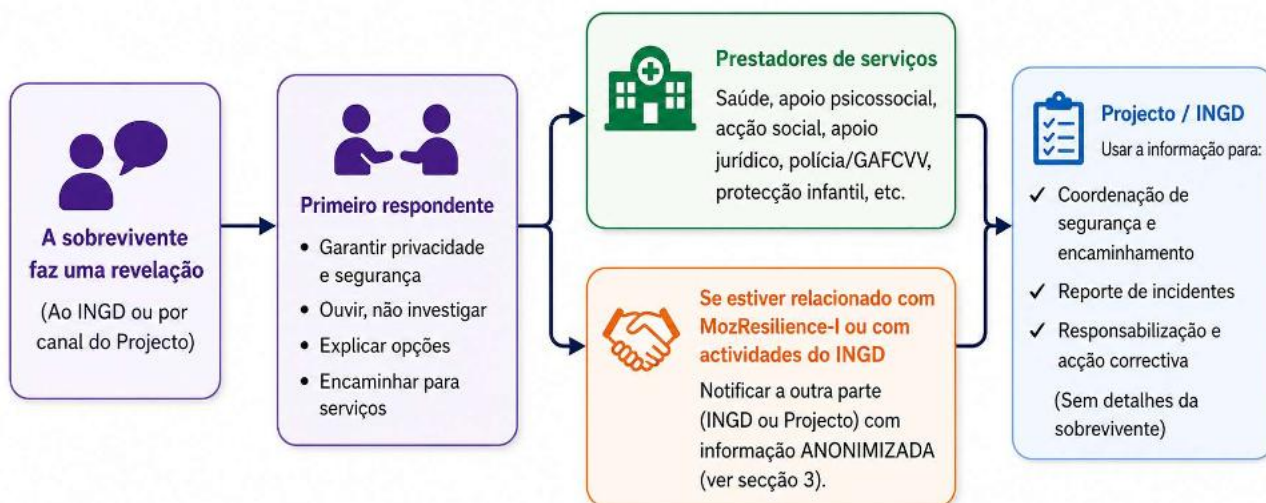 A sobrevivente
faz uma revelação
(Ao INGD ou por
canal do Projecto)
Primeiro respondente
• Garantir privacidade
e segurança
• Ouvir, não investigar
• Explicar opções
• Encaminhar para
serviços
Prestadores de serviços
Saúde, apoio psicossocial,
acção social, apoio
jurídico, polícia/GAFCVV,
protecção infantil, etc.
Se estiver relacionado com
MozResilience-I ou com
actividades do INGD
Notificar a outra parte
(INGD ou Projecto) com
informação ANONIMIZADA
(ver secção 3).
Projecto / INGD
Usar a informação para:
✓ Coordenação de
segurança e
encaminhamento
✓ Reporte de incidentes
✓ Responsabilização e
acção correctiva
(Sem detalhes da
sobrevivente)